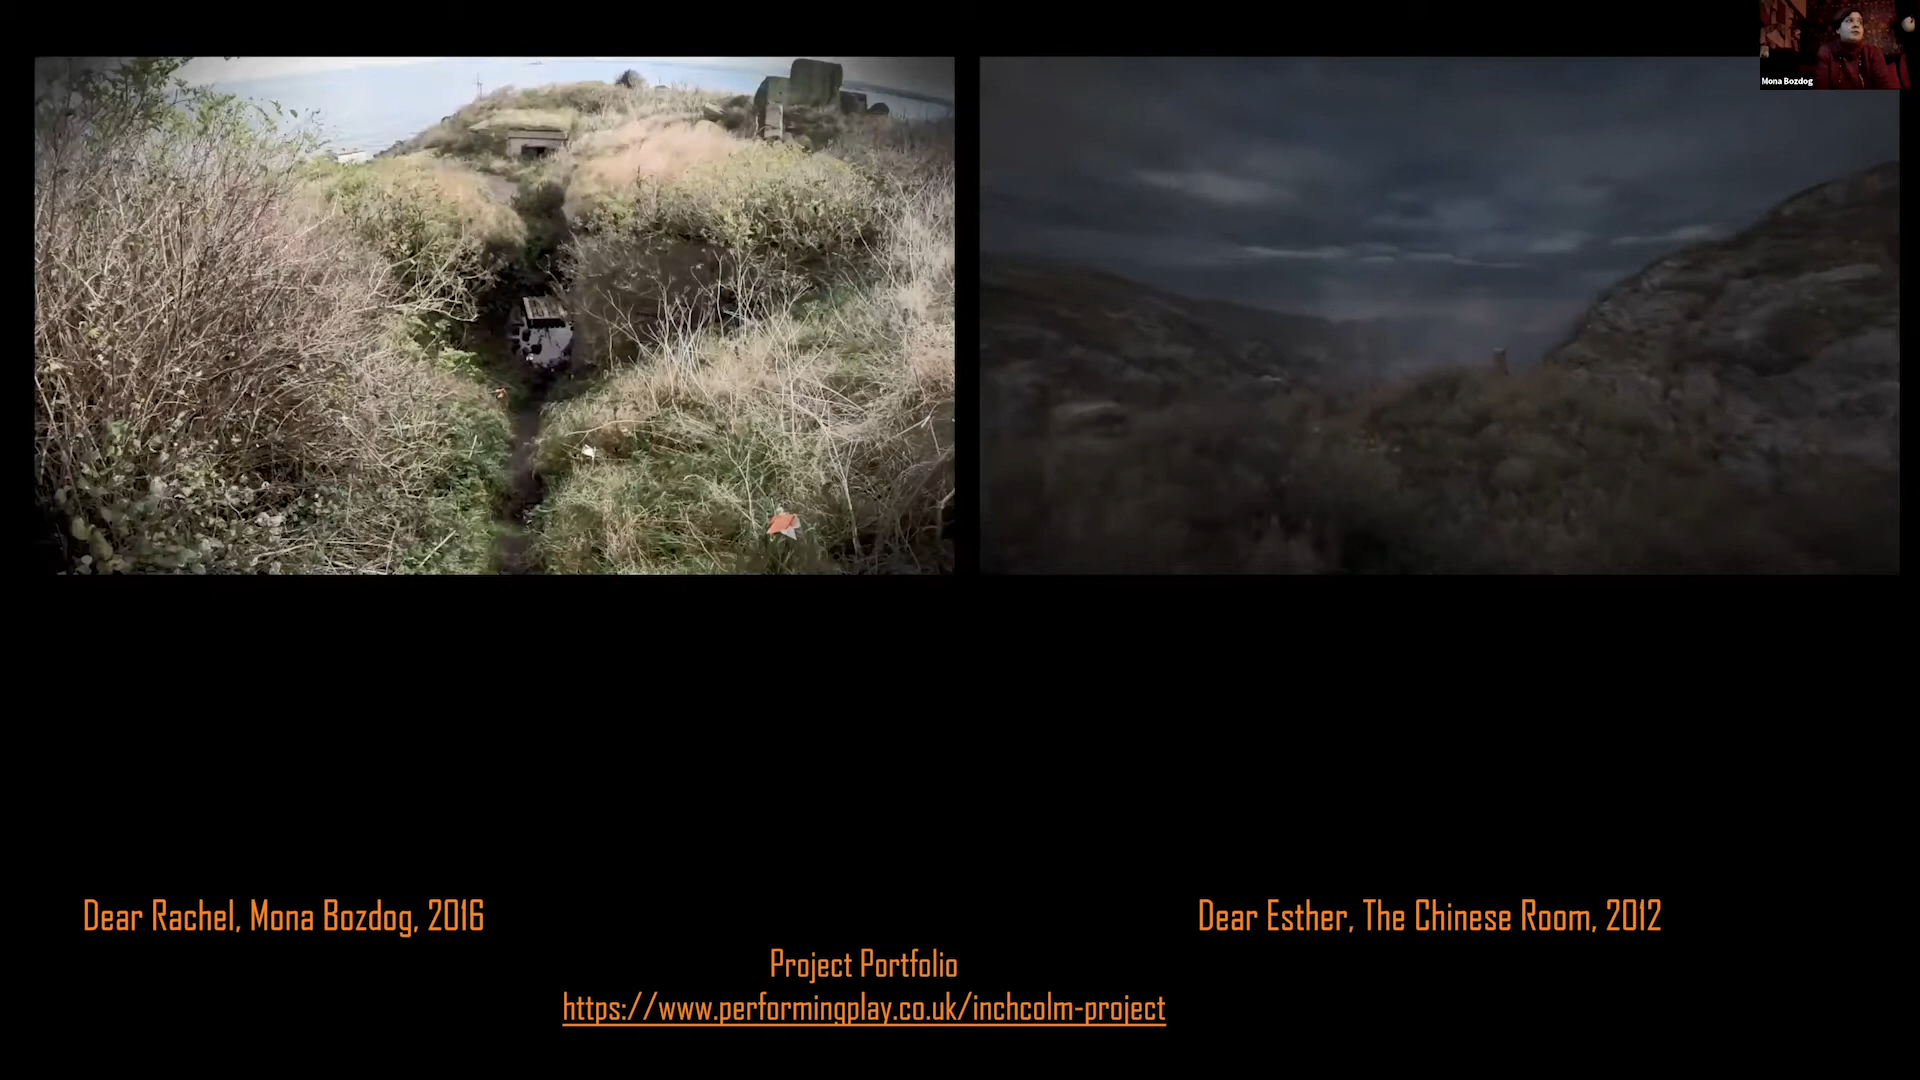 Mona Bozdog
Dear Rachel, Mona Bozdog, 2016
Dear Esther, The Chinese Room, 2012
Project Portfolio
https://www.performingplay.co.uk/inchcolm-project